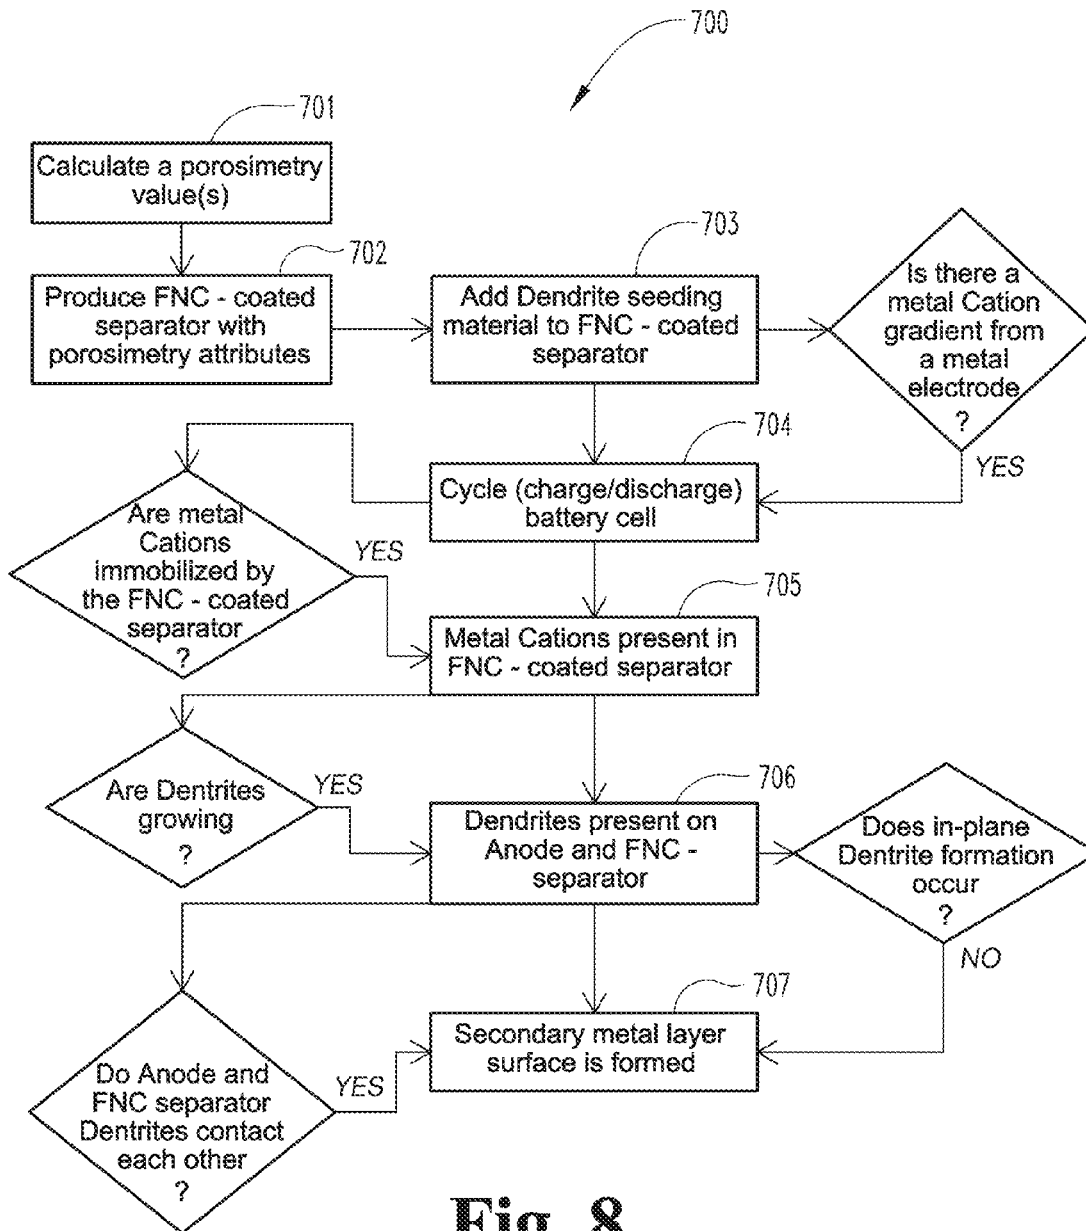 700
701
Calculate a porosimetry
value(s)
702
Produce FNC - coated
separator with
porosimetry attributes
703
Add Dendrite seeding
material to FNC - coated
separator
Is there a
metal Cation
gradient from
a metal
electrode
?
YES
704
Cycle (charge/discharge)
battery cell
Are metal
Cations
immobilized by
the FNC - coated
separator
?
YES
705
Metal Cations present in
FNC - coated separator
Are Dentrites
growing
?
YES
706
Dendrites present on
Anode and FNC -
separator
Does in-plane
Dentrite formation
occur
?
NO
707
Secondary metal layer
surface is formed
Do Anode and
FNC separator
Dentrites contact
each other
?
YES
Fig. 8